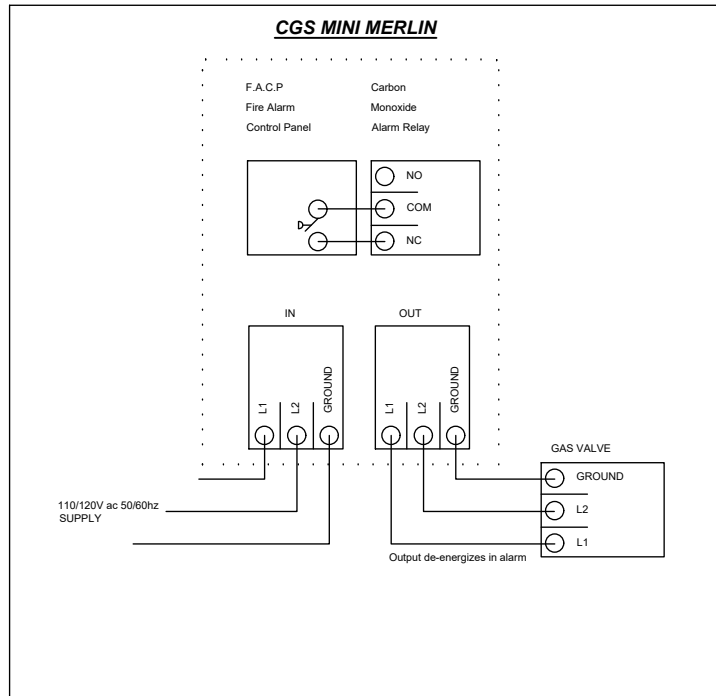 CGS MINI MERLIN
F.A.C.P
Fire Alarm
Control Panel
Carbon
Monoxide
Alarm Relay
NO
COM
NC
IN
OUT
L1
L2
GROUND
L1
L2
GROUND
GAS VALVE
GROUND
L2
L1
110/120V ac 50/60hz
SUPPLY
Output de-energizes in alarm